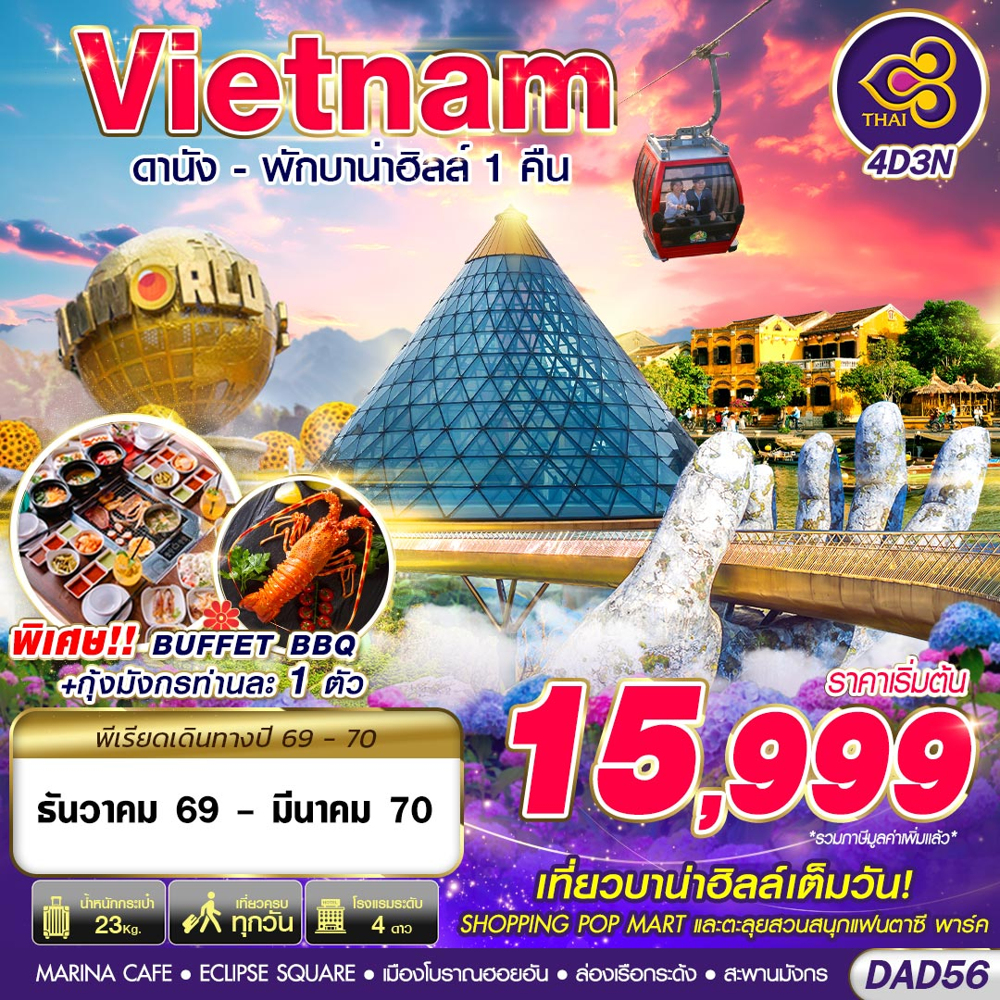 Vietnam
ดานัง - พักบาน่าฮิลล์ 1 คืน
THAI
4D3N
WORLD
พิเศษ!! BUFFET BBQ
+กุ้งมังกรท่านละ 1 ตัว
พีเรียดเดินทางปี 69 - 70
ธันวาคม 69 - มีนาคม 70
ราคาเริ่มต้น
15,999
*รวมภาษีมูลค่าเพิ่มแล้ว*
น้ำหนักกระเป๋า
23Kg.
เที่ยวครบ
ทุกวัน
HOTEL
โรงแรมระดับ
4 ดาว
เที่ยวบาน่าฮิลล์เต็มวัน!
SHOPPING POP MART และตะลุยสวนสนุกแฟนตาซี พาร์ค
MARINA CAFE • ECLIPSE SQUARE • เมืองโบราณฮอยอัน • ล่องเรือกระด้ง • สะพานมังกร
DAD56